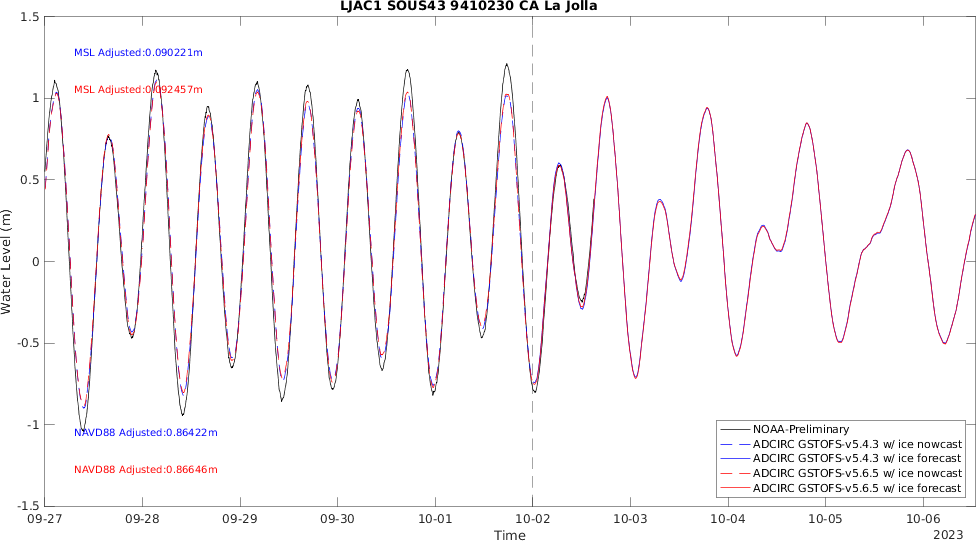 LJAC1 SOUS43 9410230 CA La Jolla
1.5
MSL Adjusted:0.090221m
MSL Adjusted:0.092457m
1
0.5
0
-0.5
-1
-1.5
Water Level (m)
NAVD88 Adjusted:0.86422m
NAVD88 Adjusted:0.86646m
NOAA-Preliminary
ADCIRC GSTOFS-v5.4.3 w/ ice nowcast
ADCIRC GSTOFS-v5.4.3 w/ ice forecast
ADCIRC GSTOFS-v5.6.5 w/ ice nowcast
ADCIRC GSTOFS-v5.6.5 w/ ice forecast
09-27 09-28 09-29 09-30 10-01 10-02 10-03 10-04 10-05 10-06
Time
2023